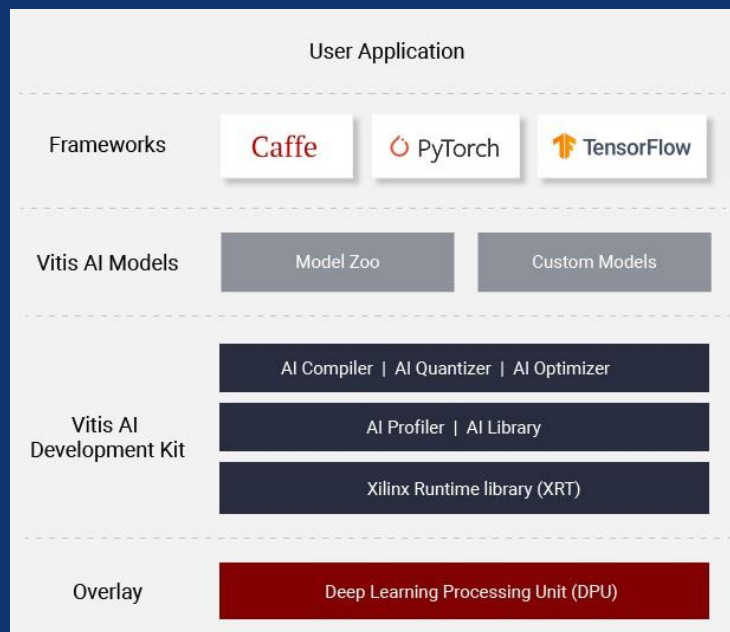 User Application
Frameworks
Caffe
PyTorch
TensorFlow
Vitis AI Models
Model Zoo
Custom Models
Vitis AI
Development Kit
AI Compiler | AI Quantizer | AI Optimizer
AI Profiler | AI Library
Xilinx Runtime library (XRT)
Overlay
Deep Learning Processing Unit (DPU)